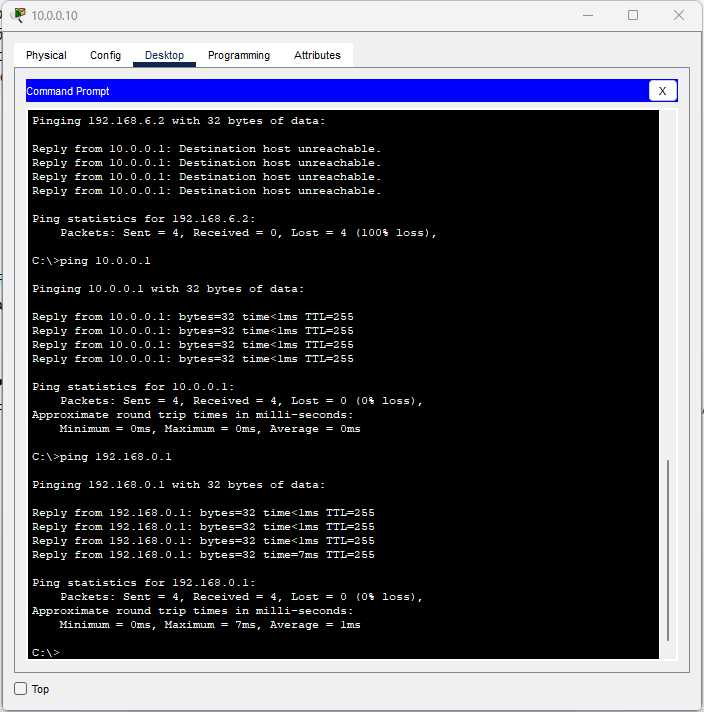 10.0.0.10
Physical Config Desktop Programming Attributes
Command Prompt
X
Pinging 192.168.6.2 with 32 bytes of data:
Reply from 10.0.0.1: Destination host unreachable.
Reply from 10.0.0.1: Destination host unreachable.
Reply from 10.0.0.1: Destination host unreachable.
Reply from 10.0.0.1: Destination host unreachable.
Ping statistics for 192.168.6.2:
Packets: Sent = 4, Received = 0, Lost = 4 (100% loss),
C:\>ping 10.0.0.1
Pinging 10.0.0.1 with 32 bytes of data:
Reply from 10.0.0.1: bytes=32 time<1ms TTL=255
Reply from 10.0.0.1: bytes=32 time<1ms TTL=255
Reply from 10.0.0.1: bytes=32 time<1ms TTL=255
Reply from 10.0.0.1: bytes=32 time<1ms TTL=255
Ping statistics for 10.0.0.1:
Packets: Sent = 4, Received = 4, Lost = 0 (0% loss),
Approximate round trip times in milli-seconds:
Minimum = 0ms, Maximum = 0ms, Average = 0ms
C:\>ping 192.168.0.1
Pinging 192.168.0.1 with 32 bytes of data:
Reply from 192.168.0.1: bytes=32 time<1ms TTL=255
Reply from 192.168.0.1: bytes=32 time<1ms TTL=255
Reply from 192.168.0.1: bytes=32 time<1ms TTL=255
Reply from 192.168.0.1: bytes=32 time=7ms TTL=255
Ping statistics for 192.168.0.1:
Packets: Sent = 4, Received = 4, Lost = 0 (0% loss),
Approximate round trip times in milli-seconds:
Minimum = 0ms, Maximum = 7ms, Average = 1ms
C:\>
Top